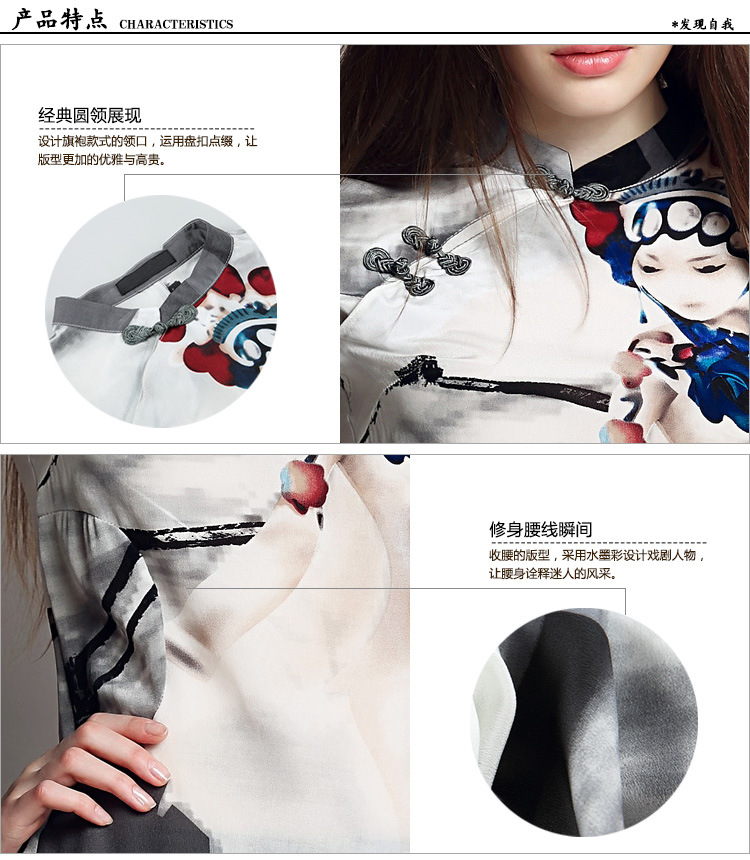 产品特点 CHARACTERISTICS
*发现自我
经典圆领展现
设计旗袍款式的领口，运用盘扣点缀，让
版型更加的优雅与高贵。
修身腰线瞬间
收腰的版型，采用水墨彩设计戏剧人物，
让腰身诠释迷人的风采。